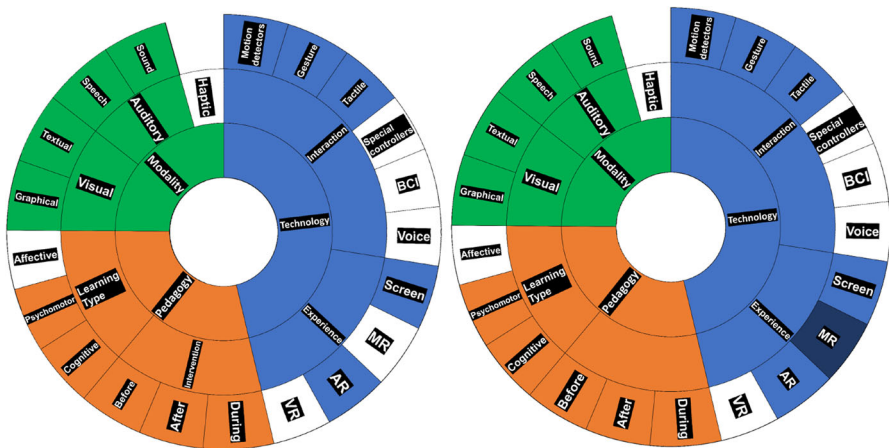 Motion
detectors
Gesture
Tactile
Special
controllers
BCI
Voice
Screen
MR
AR
VR
During
After
Before
Cognitive
Psychomotor
Affective
Graphical
Textual
Speech
Sound
Haptic
Auditory
Visual
Modality
Interaction
Technology
Experience
Pedagogy
Learning
Type
Intervention
Motion
detectors
Gesture
Tactile
Special
controllers
BCI
Voice
Screen
MR
AR
VR
During
After
Before
Cognitive
Psychomotor
Affective
Graphical
Textual
Speech
Sound
Haptic
Auditory
Visual
Modality
Interaction
Technology
Experience
Pedagogy
Learning
Type